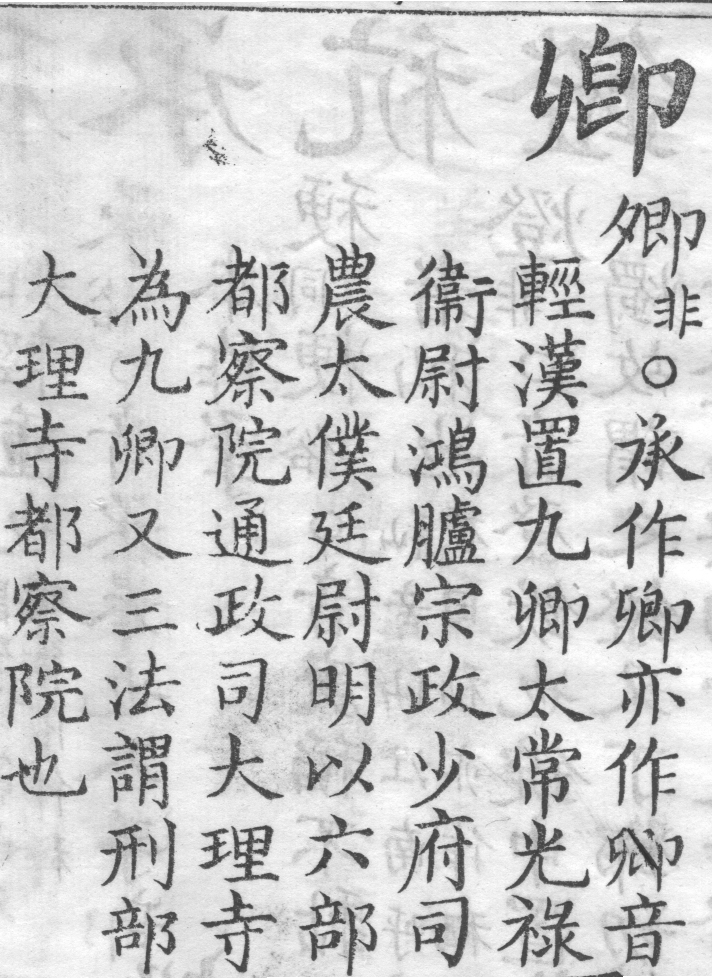 卿
卿非○承作卿亦作卿音
輕漢置九卿太常光祿
衞尉鴻臚宗政少府司
農太僕廷尉明以六部
都察院通政司大理寺
為九卿又三法謂刑部
大理寺都察院也